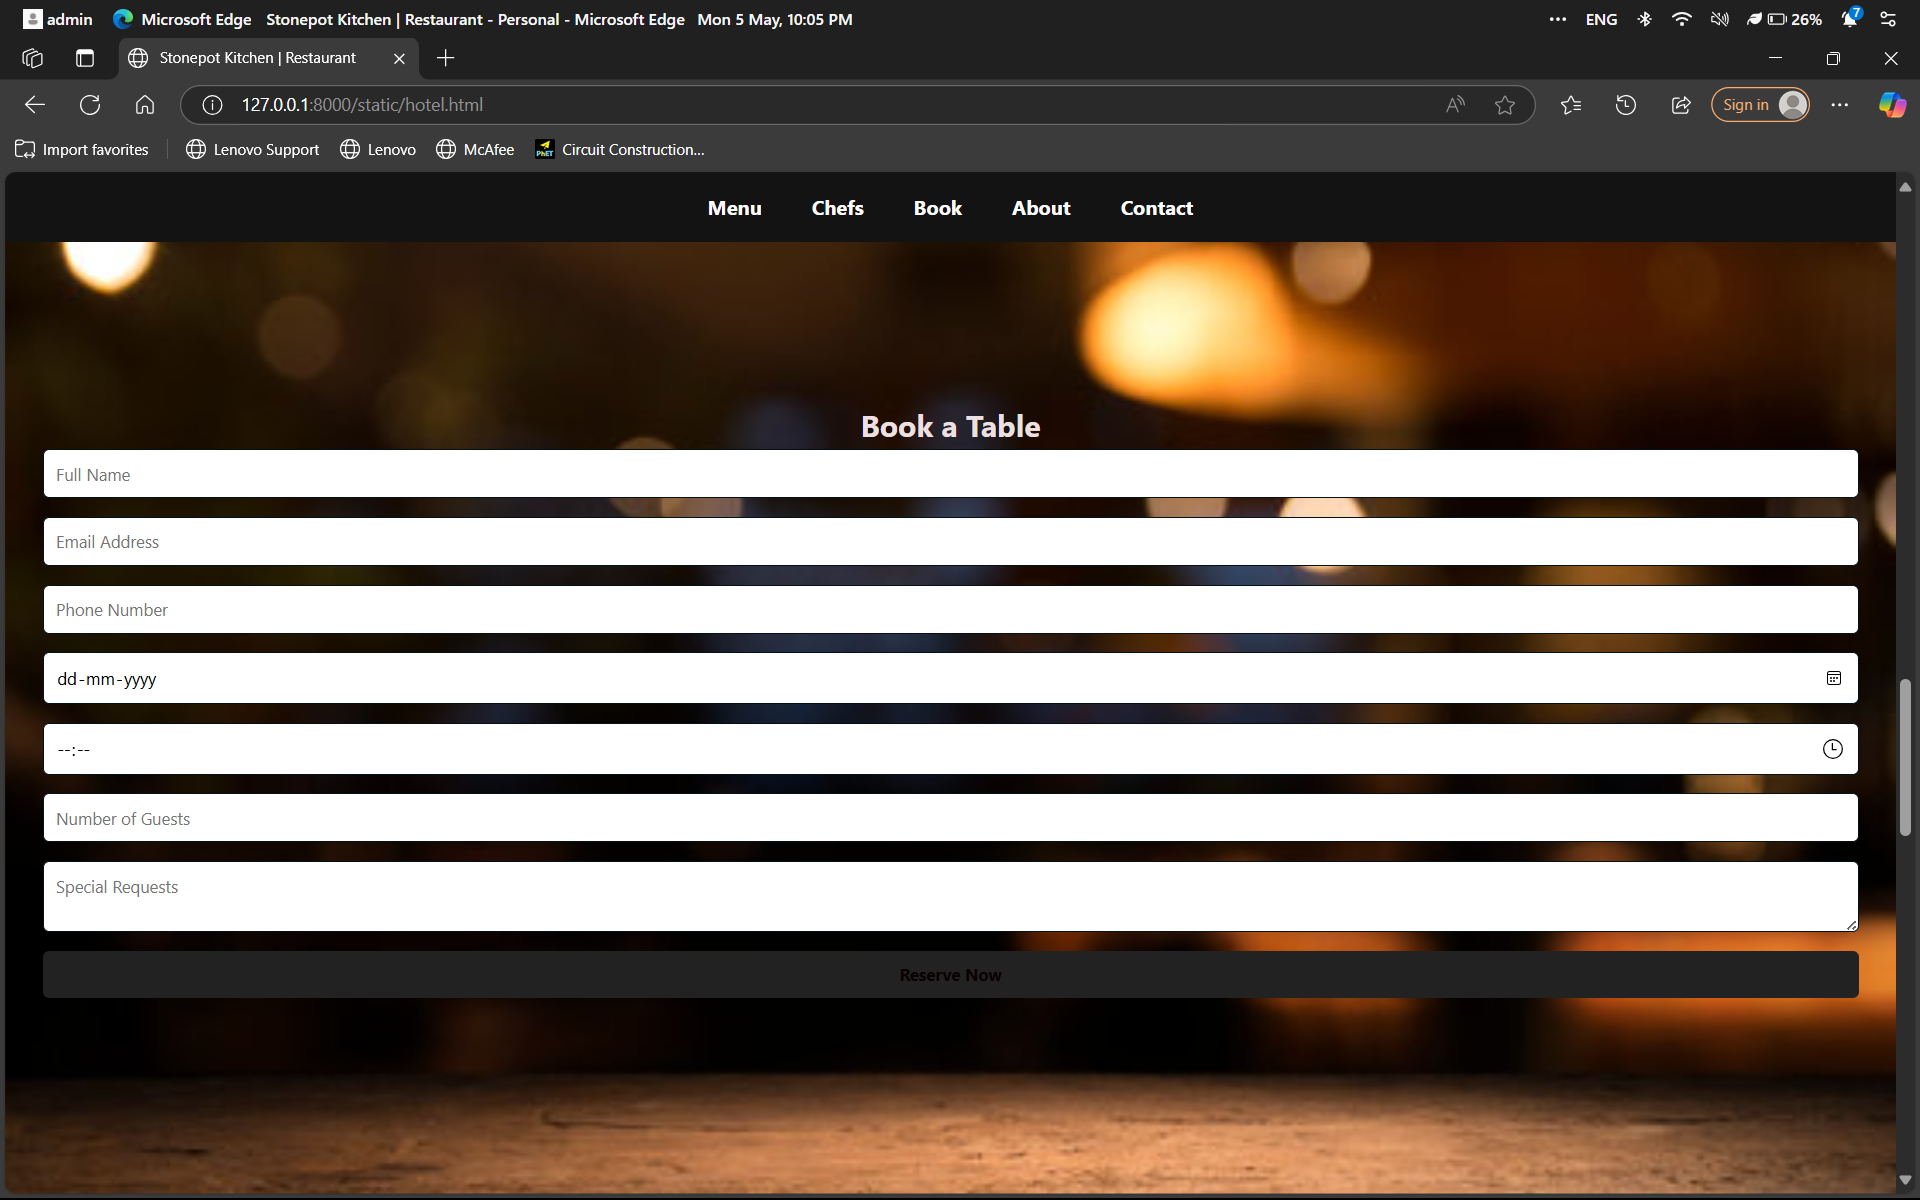 admin Microsoft Edge Stonepot Kitchen | Restaurant - Personal - Microsoft Edge Mon 5 May, 10:05 PM ENG 26% 7
Stonepot Kitchen | Restaurant
127.0.0.1:8000/static/hotel.html Sign in
Import favorites Lenovo Support Lenovo McAfee PhET Circuit Construction...
Menu Chefs Book About Contact
Book a Table
Full Name
Email Address
Phone Number
dd-mm-yyyy
--:--
Number of Guests
Special Requests
Reserve Now